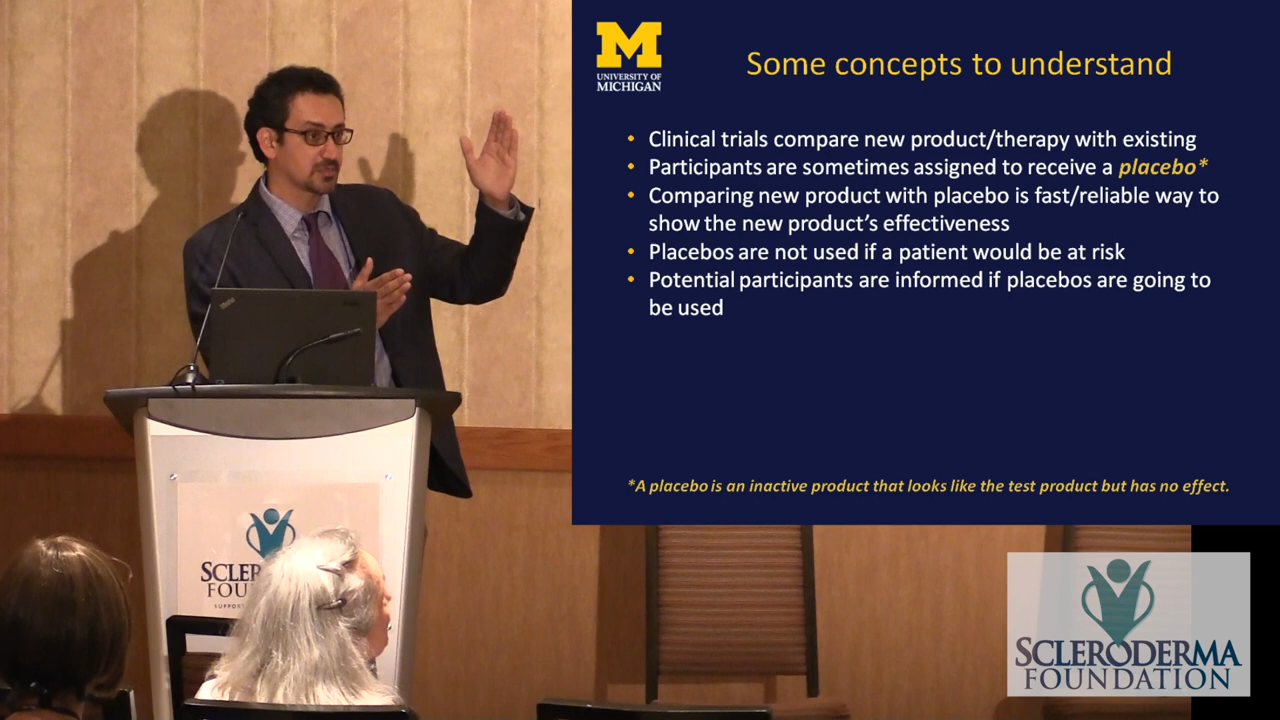 UNIVERSITY OF
MICHIGAN
Some concepts to understand
• Clinical trials compare new product/therapy with existing
• Participants are sometimes assigned to receive a placebo*
• Comparing new product with placebo is fast/reliable way to
show the new product's effectiveness
• Placebos are not used if a patient would be at risk
• Potential participants are informed if placebos are going to
be used
*A placebo is an inactive product that looks like the test product but has no effect.
SCLERODERMA
FOUNDATION